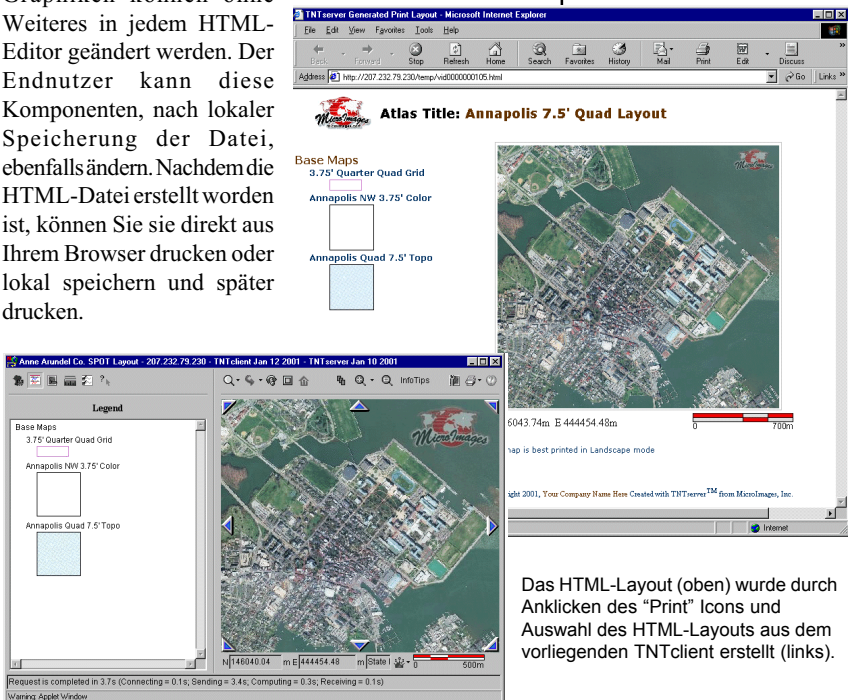 Graphiken können ohne
Weiteres in jedem HTML-
Editor geändert werden. Der
Endnutzer kann diese
Komponenten, nach lokaler
Speicherung der Datei,
ebenfalls ändern. Nachdem die
HTML-Datei erstellt worden
ist, können Sie sie direkt aus
Ihrem Browser drucken oder
lokal speichern und später
drucken.
TNTserver Generated Print Layout - Microsoft Internet Explorer
File Edit View Favorites Tools Help
Back Forward Stop Refresh Home Search Favorites History Mail Print Edit Discuss
Address http://207.232.79.230/temp/vid0000000105.html Go Links
MicroImages
Atlas Title: Annapolis 7.5' Quad Layout
Base Maps
3.75' Quarter Quad Grid
Annapolis NW 3.75' Color
Annapolis Quad 7.5' Topo
MicroImages
6043.74m E 444454.48m
0 700m
map is best printed in Landscape mode
ight 2001, Your Company Name Here Created with TNTserver™ from MicroImages, Inc.
Internet
Anne Arundel Co. SPOT Layout - 207.232.79.230 - TNTclient Jan 12 2001 - TNTserver Jan 10 2001
InfoTips
Legend
Base Maps
3.75' Quarter Quad Grid
Annapolis NW 3.75' Color
Annapolis Quad 7.5' Topo
MicroImages
N 146040.04 m E 444454.48 m State 0 500m
Request is completed in 3.7s (Connecting = 0.1s; Sending = 3.4s; Computing = 0.3s; Receiving = 0.1s)
Warning: Applet Window
Das HTML-Layout (oben) wurde durch
Anklicken des “Print” Icons und
Auswahl des HTML-Layouts aus dem
vorliegenden TNTclient erstellt (links).